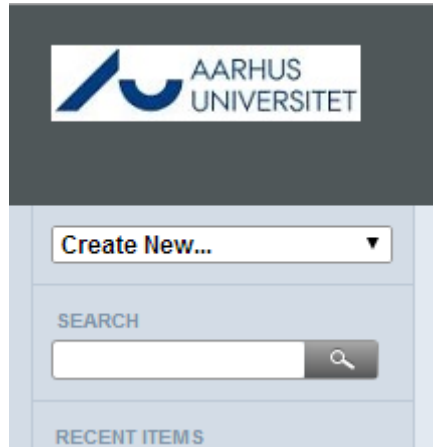 AARHUS
UNIVERSITET
Create New...
SEARCH
RECENT ITEMS